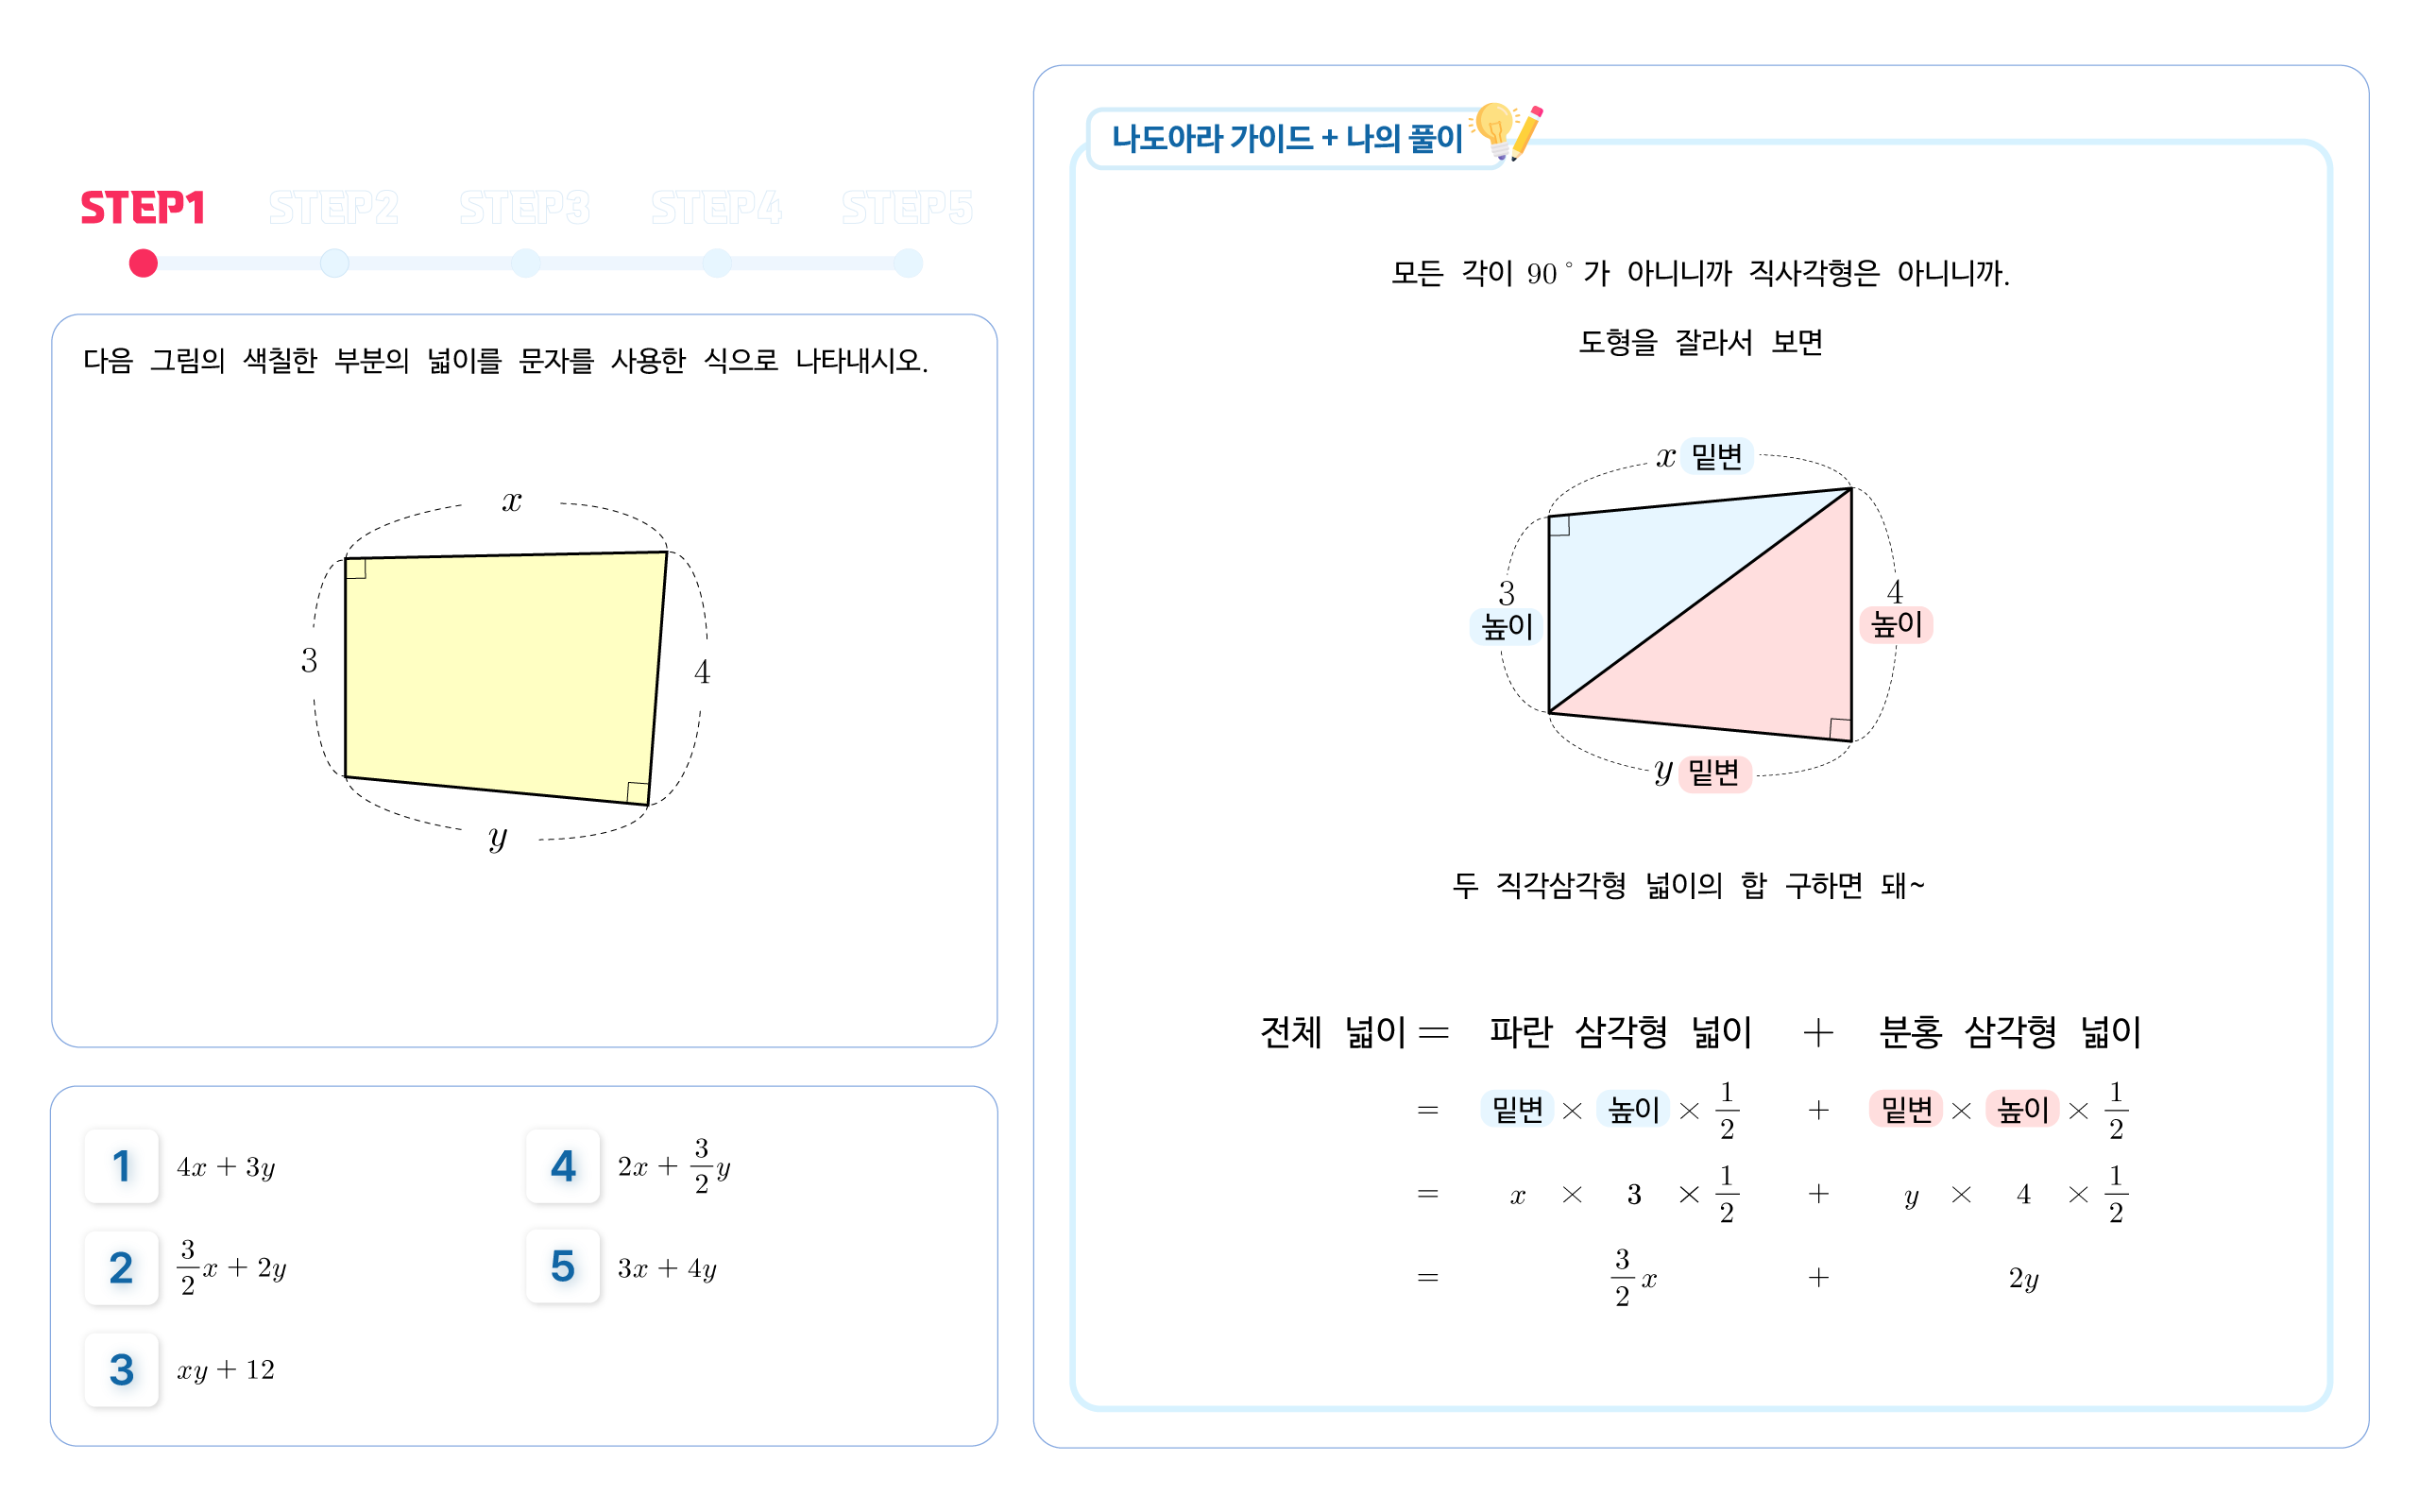 STEP1 STEP2 STEP3 STEP4 STEP5
다음 그림의 색칠한 부분의 넓이를 문자를 사용한 식으로 나타내시오.
x
3
4
y
1 4x + 3y
2 3/2 x + 2y
3 xy + 12
4 2x + 3/2 y
5 3x + 4y
나도아라 가이드 + 나의 풀이
모든 각이 90°가 아니니까 직사각형은 아니니까.
도형을 잘라서 보면
x 밑변
3
높이
4
높이
y 밑변
두 직각삼각형 넓이의 합 구하면 돼~
전체 넓이 = 파란 삼각형 넓이 + 분홍 삼각형 넓이
= 밑변 × 높이 × 1/2 + 밑변 × 높이 × 1/2
= x × 3 × 1/2 + y × 4 × 1/2
= 3/2 x + 2y